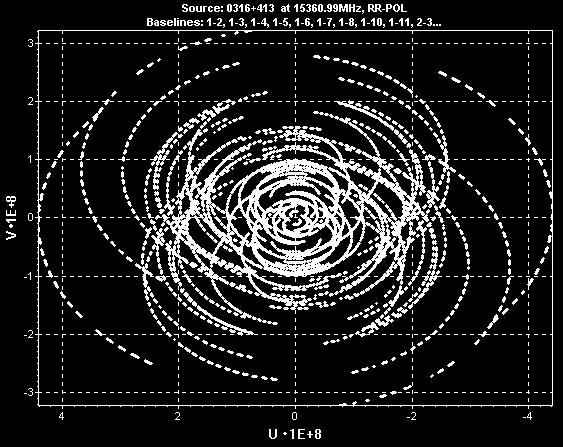 Source: 0316+413 at 15360.99MHz, RR-POL
Baselines: 1-2, 1-3, 1-4, 1-5, 1-6, 1-7, 1-8, 1-10, 1-11, 2-3...
3
2
1
0
-1
-2
-3
V *1E+8
4 2 0 -2 -4
U *1E+8